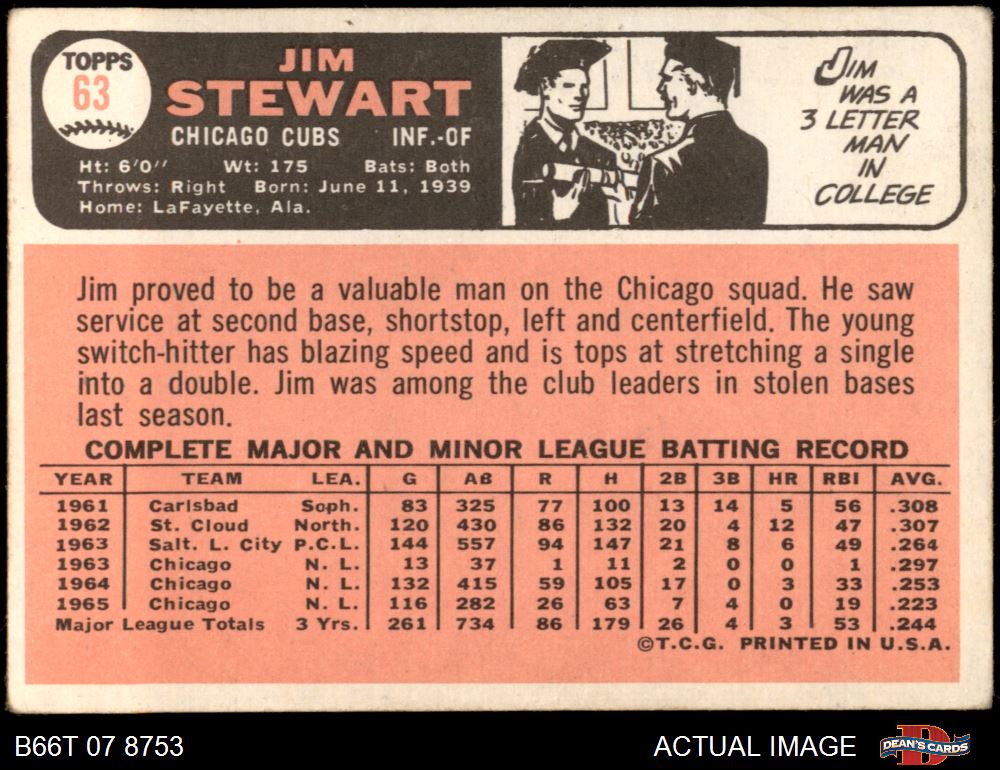 TOPPS
63
JIM
STEWART
CHICAGO CUBS INF.-OF
Ht: 6'0" Wt: 175 Bats: Both
Throws: Right Born: June 11, 1939
Home: LaFayette, Ala.
JIM
WAS A
3 LETTER
MAN
IN
COLLEGE
Jim proved to be a valuable man on the Chicago squad. He saw
service at second base, shortstop, left and centerfield. The young
switch-hitter has blazing speed and is tops at stretching a single
into a double. Jim was among the club leaders in stolen bases
last season.
COMPLETE MAJOR AND MINOR LEAGUE BATTING RECORD
YEAR TEAM LEA. G AB R H 2B 3B HR RBI AVG.
1961 Carlsbad Soph. 83 325 77 100 13 14 5 56 .308
1962 St. Cloud North. 120 430 86 132 20 4 12 47 .307
1963 Salt. L. City P.C.L. 144 557 94 147 21 8 6 49 .264
1963 Chicago N. L. 13 37 1 11 2 0 0 1 .297
1964 Chicago N. L. 132 415 59 105 17 0 3 33 .253
1965 Chicago N. L. 116 282 26 63 7 4 0 19 .223
Major League Totals 3 Yrs. 261 734 86 179 26 4 3 53 .244
©T.C.G. PRINTED IN U.S.A.
B66T 07 8753 ACTUAL IMAGE DEAN'S CARDS